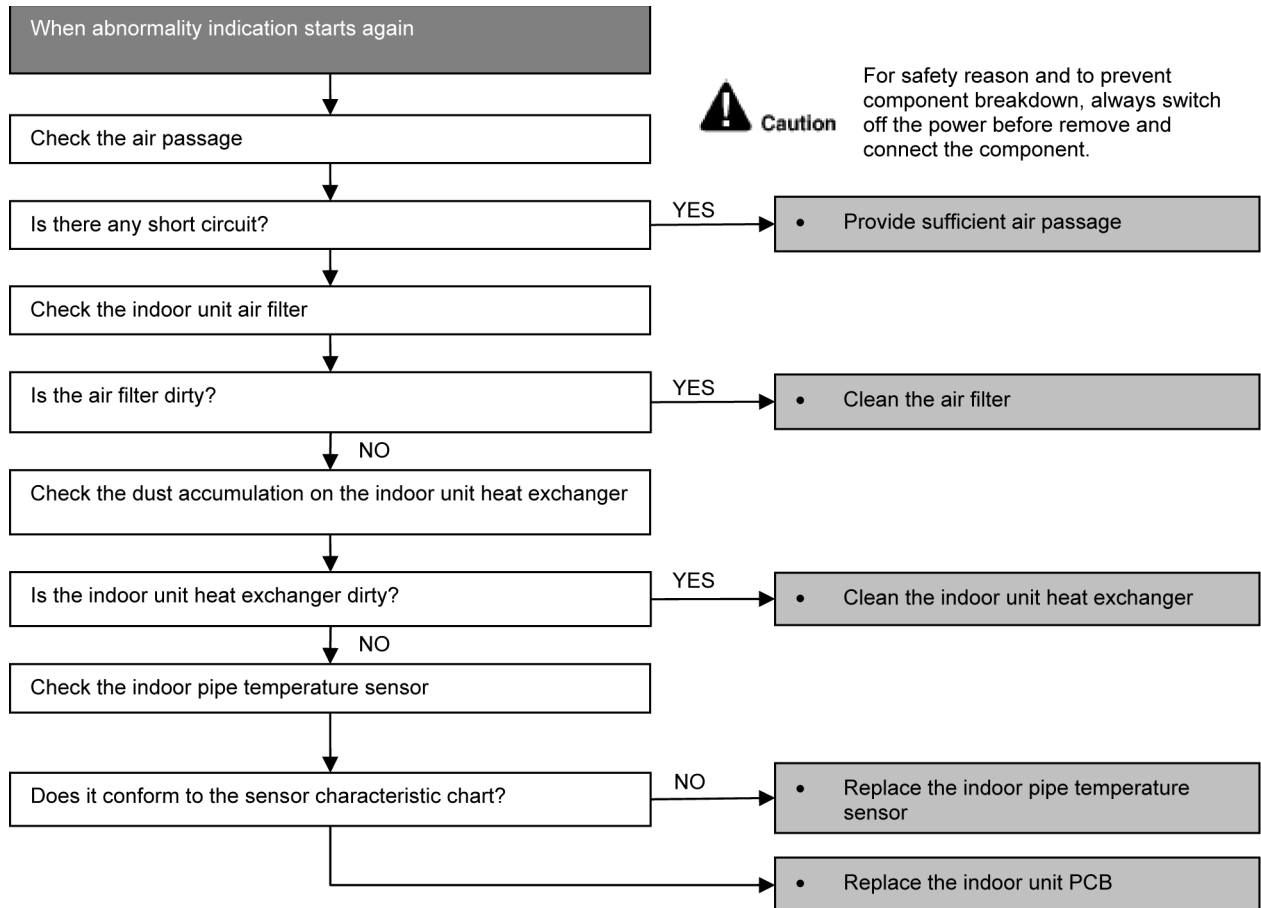 When abnormality indication starts again
For safety reason and to prevent
component breakdown, always switch
off the power before remove and
connect the component.
Caution
Check the air passage
Is there any short circuit?
YES
• Provide sufficient air passage
Check the indoor unit air filter
Is the air filter dirty?
YES
• Clean the air filter
NO
Check the dust accumulation on the indoor unit heat exchanger
Is the indoor unit heat exchanger dirty?
YES
• Clean the indoor unit heat exchanger
NO
Check the indoor pipe temperature sensor
Does it conform to the sensor characteristic chart?
NO
• Replace the indoor pipe temperature
sensor
• Replace the indoor unit PCB